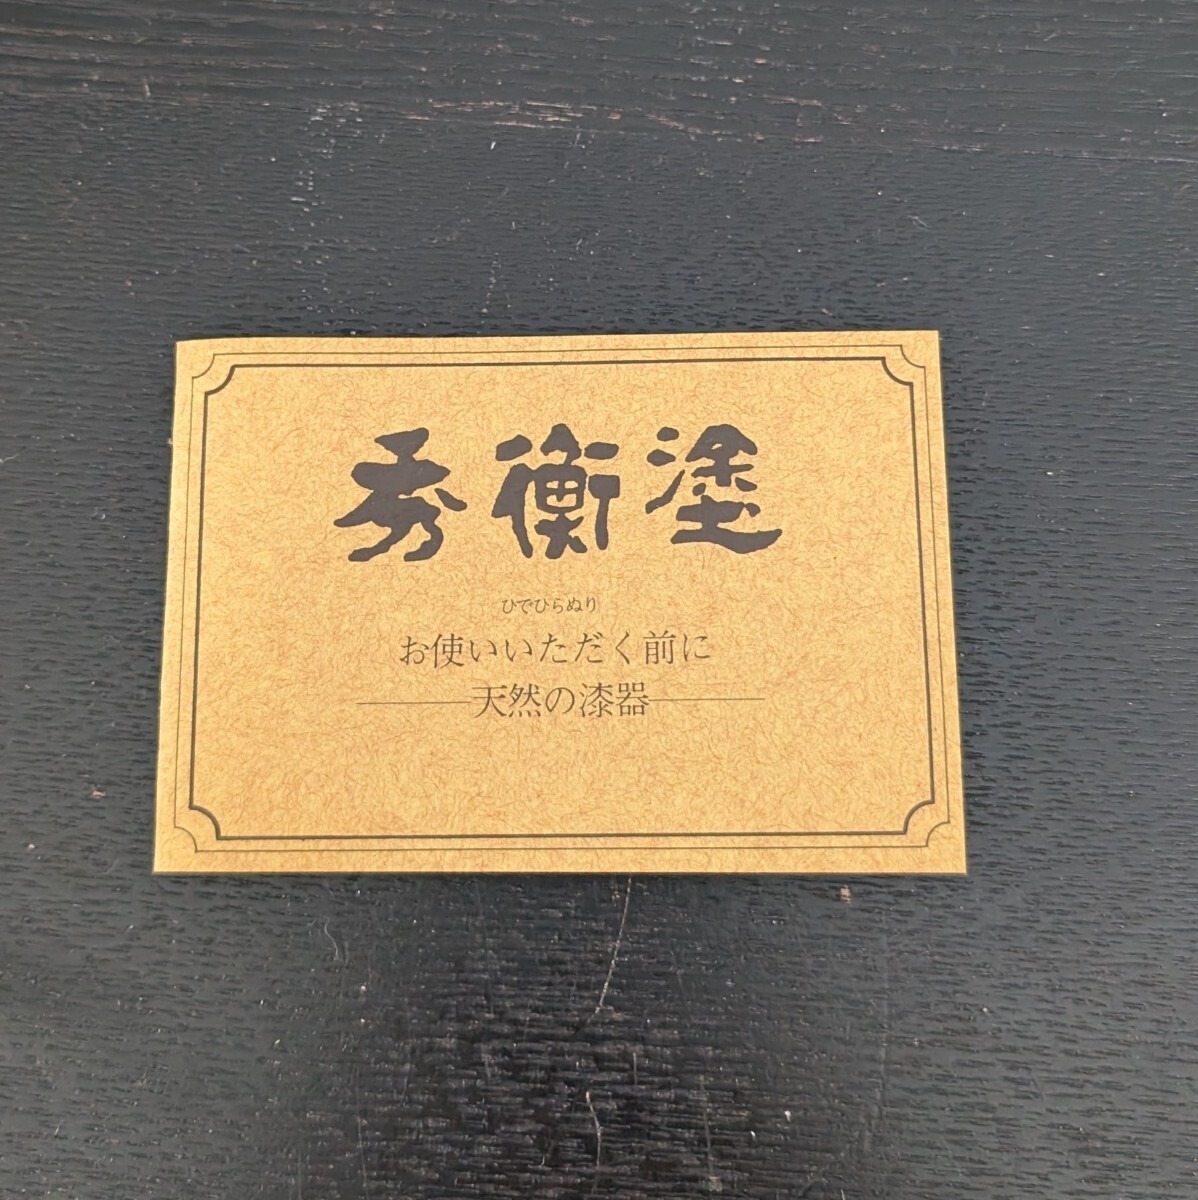 秀衡塗
ひでひらぬり
お使いいただく前に
天然の漆器